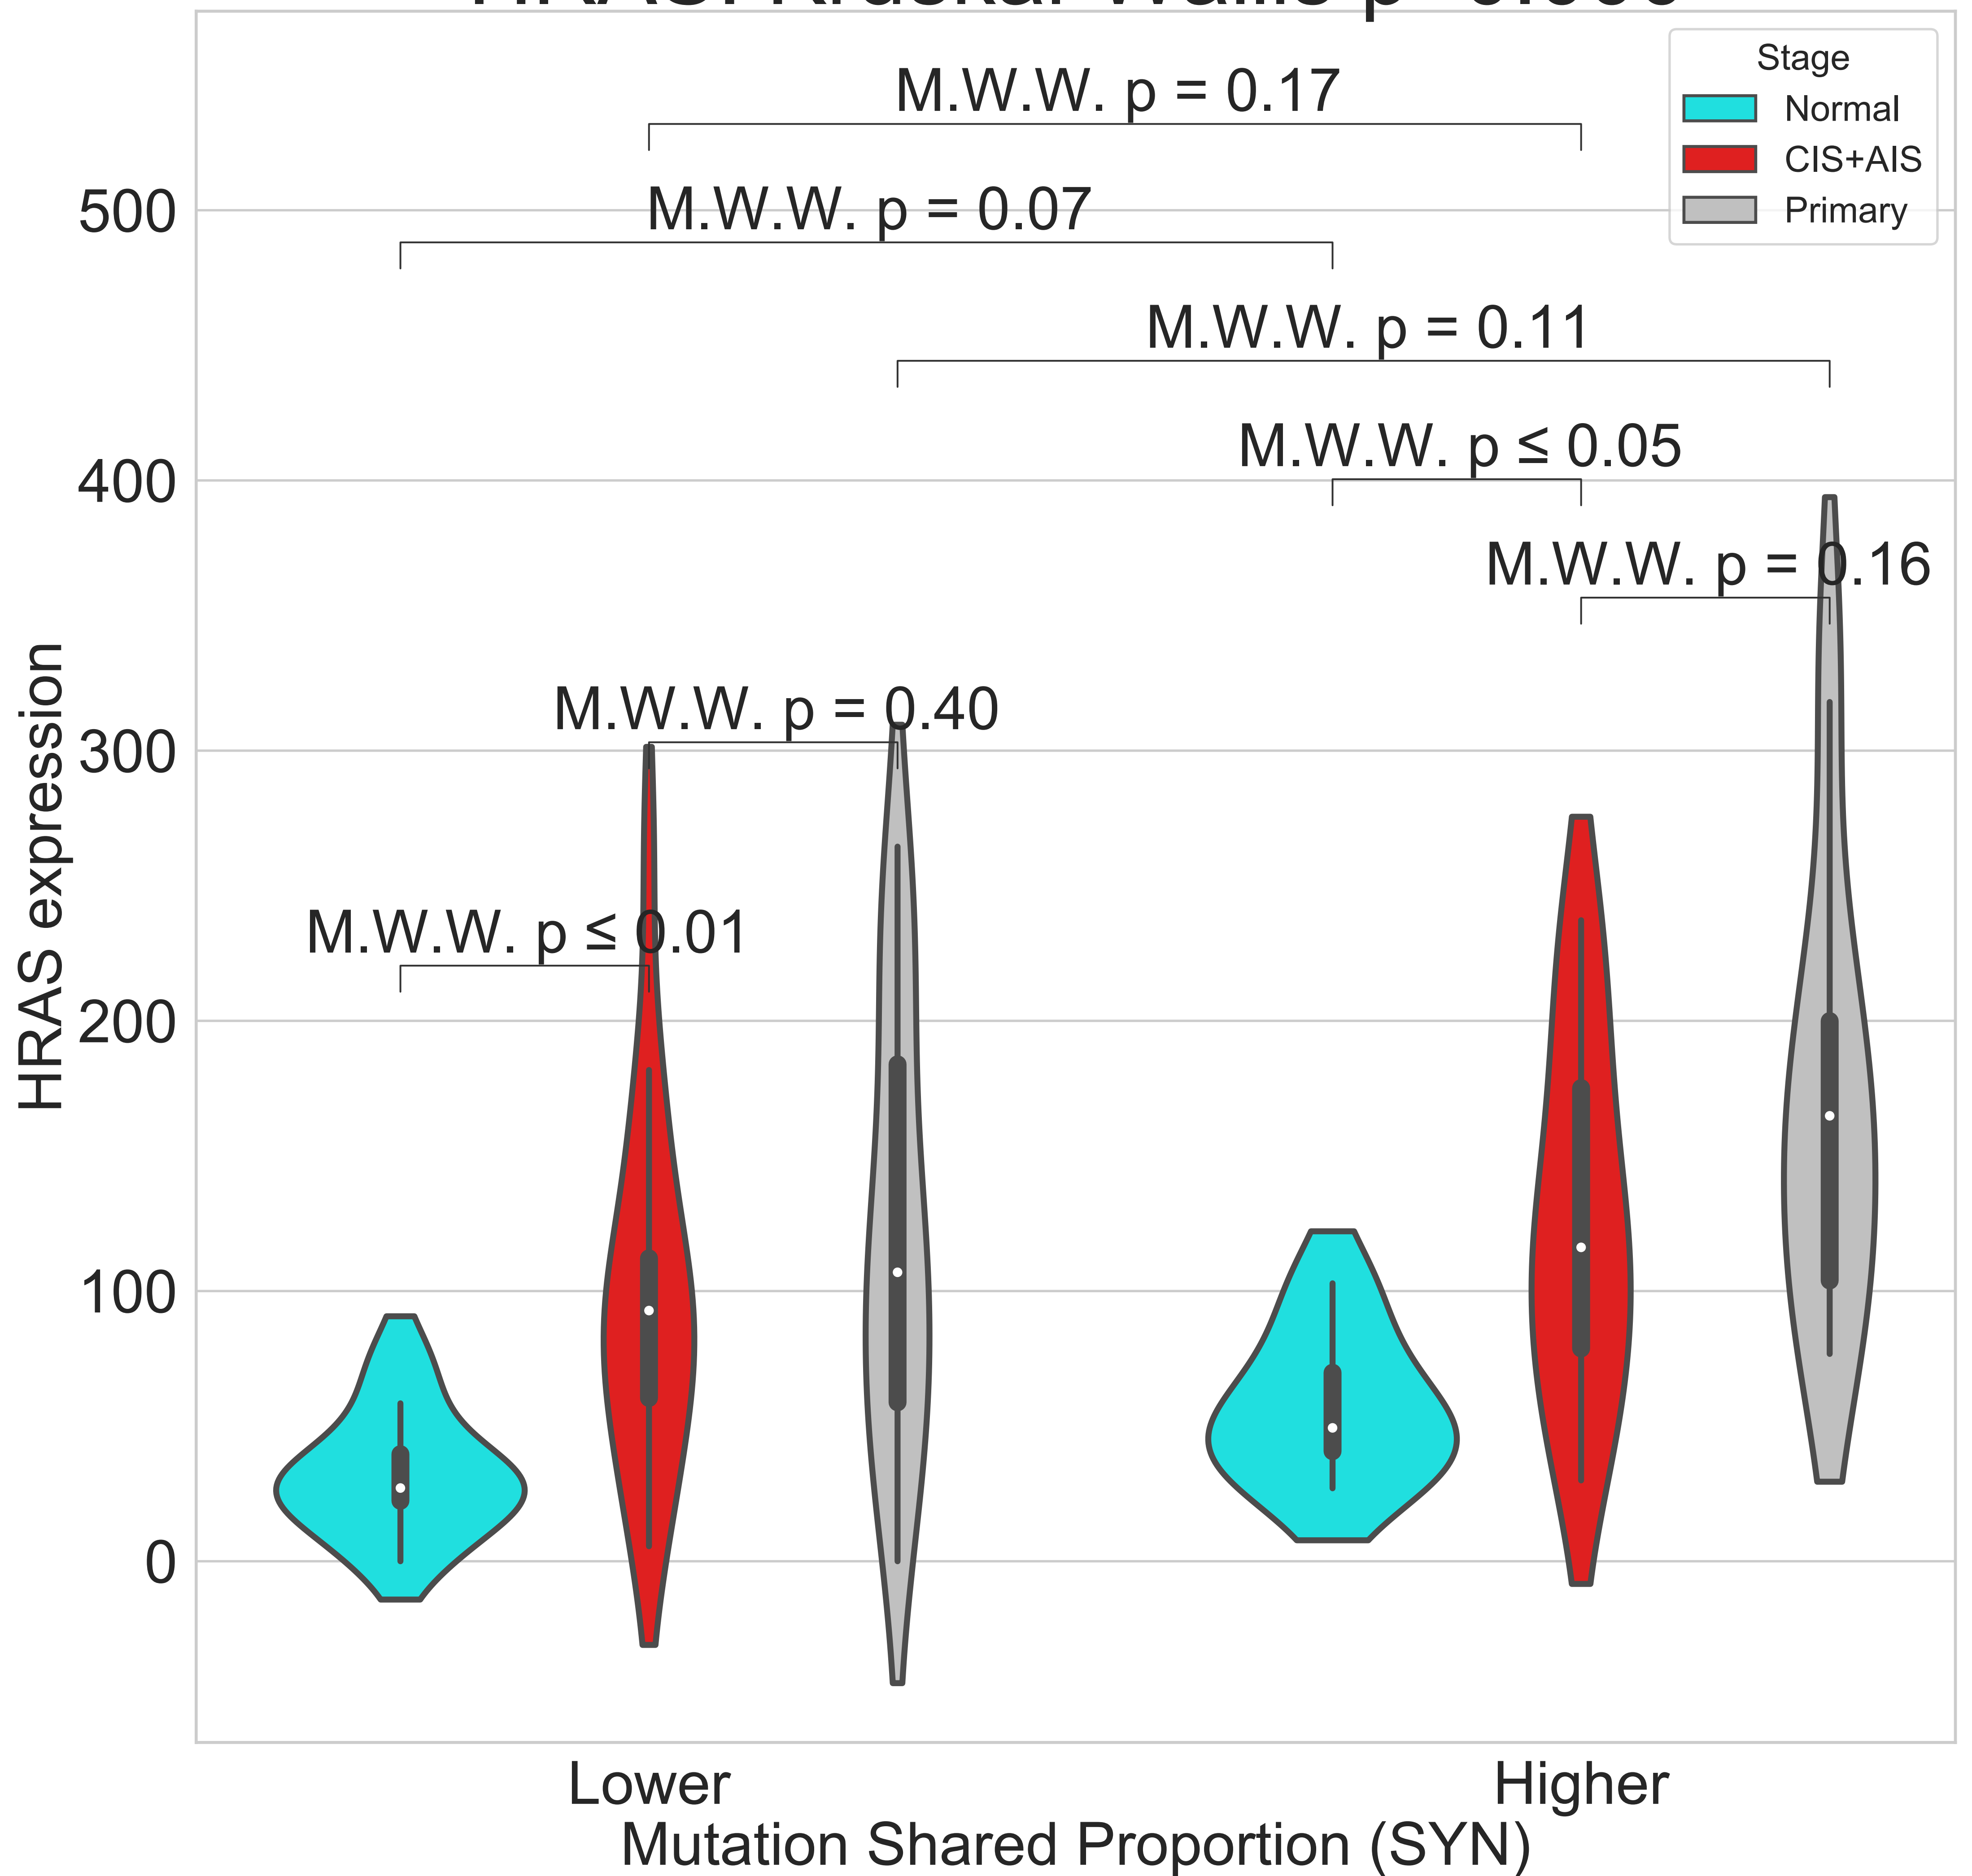 Stage
Normal
CIS+AIS
Primary
M.W.W. p = 0.17
M.W.W. p = 0.07
M.W.W. p = 0.11
M.W.W. p ≤ 0.05
M.W.W. p = 0.16
M.W.W. p = 0.40
M.W.W. p ≤ 0.01
500
400
300
200
100
0
HRAS expression
Lower
Higher
Mutation Shared Proportion (SYN)